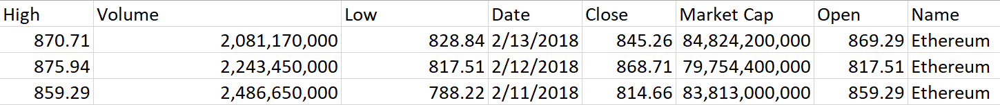 High Volume Low Date Close Market Cap Open Name
870.71 2,081,170,000 828.84 2/13/2018 845.26 84,824,200,000 869.29 Ethereum
875.94 2,243,450,000 817.51 2/12/2018 868.71 79,754,400,000 817.51 Ethereum
859.29 2,486,650,000 788.22 2/11/2018 814.66 83,813,000,000 859.29 Ethereum